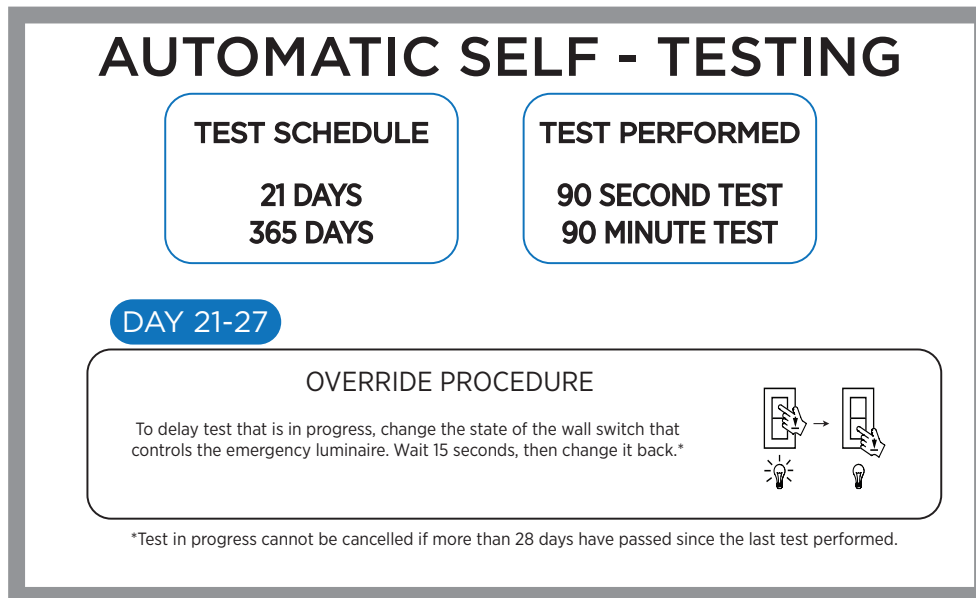 AUTOMATIC SELF - TESTING
TEST SCHEDULE
21 DAYS
365 DAYS
TEST PERFORMED
90 SECOND TEST
90 MINUTE TEST
DAY 21-27
OVERRIDE PROCEDURE
To delay test that is in progress, change the state of the wall switch that
controls the emergency luminaire. Wait 15 seconds, then change it back.*
*Test in progress cannot be cancelled if more than 28 days have passed since the last test performed.